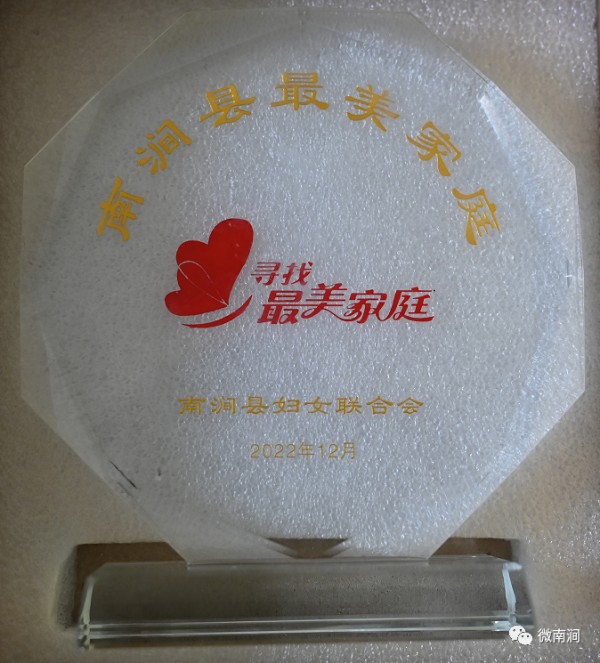 南涧县最美家庭
寻找
最美家庭
南涧县妇女联合会
2022年12月
微南涧